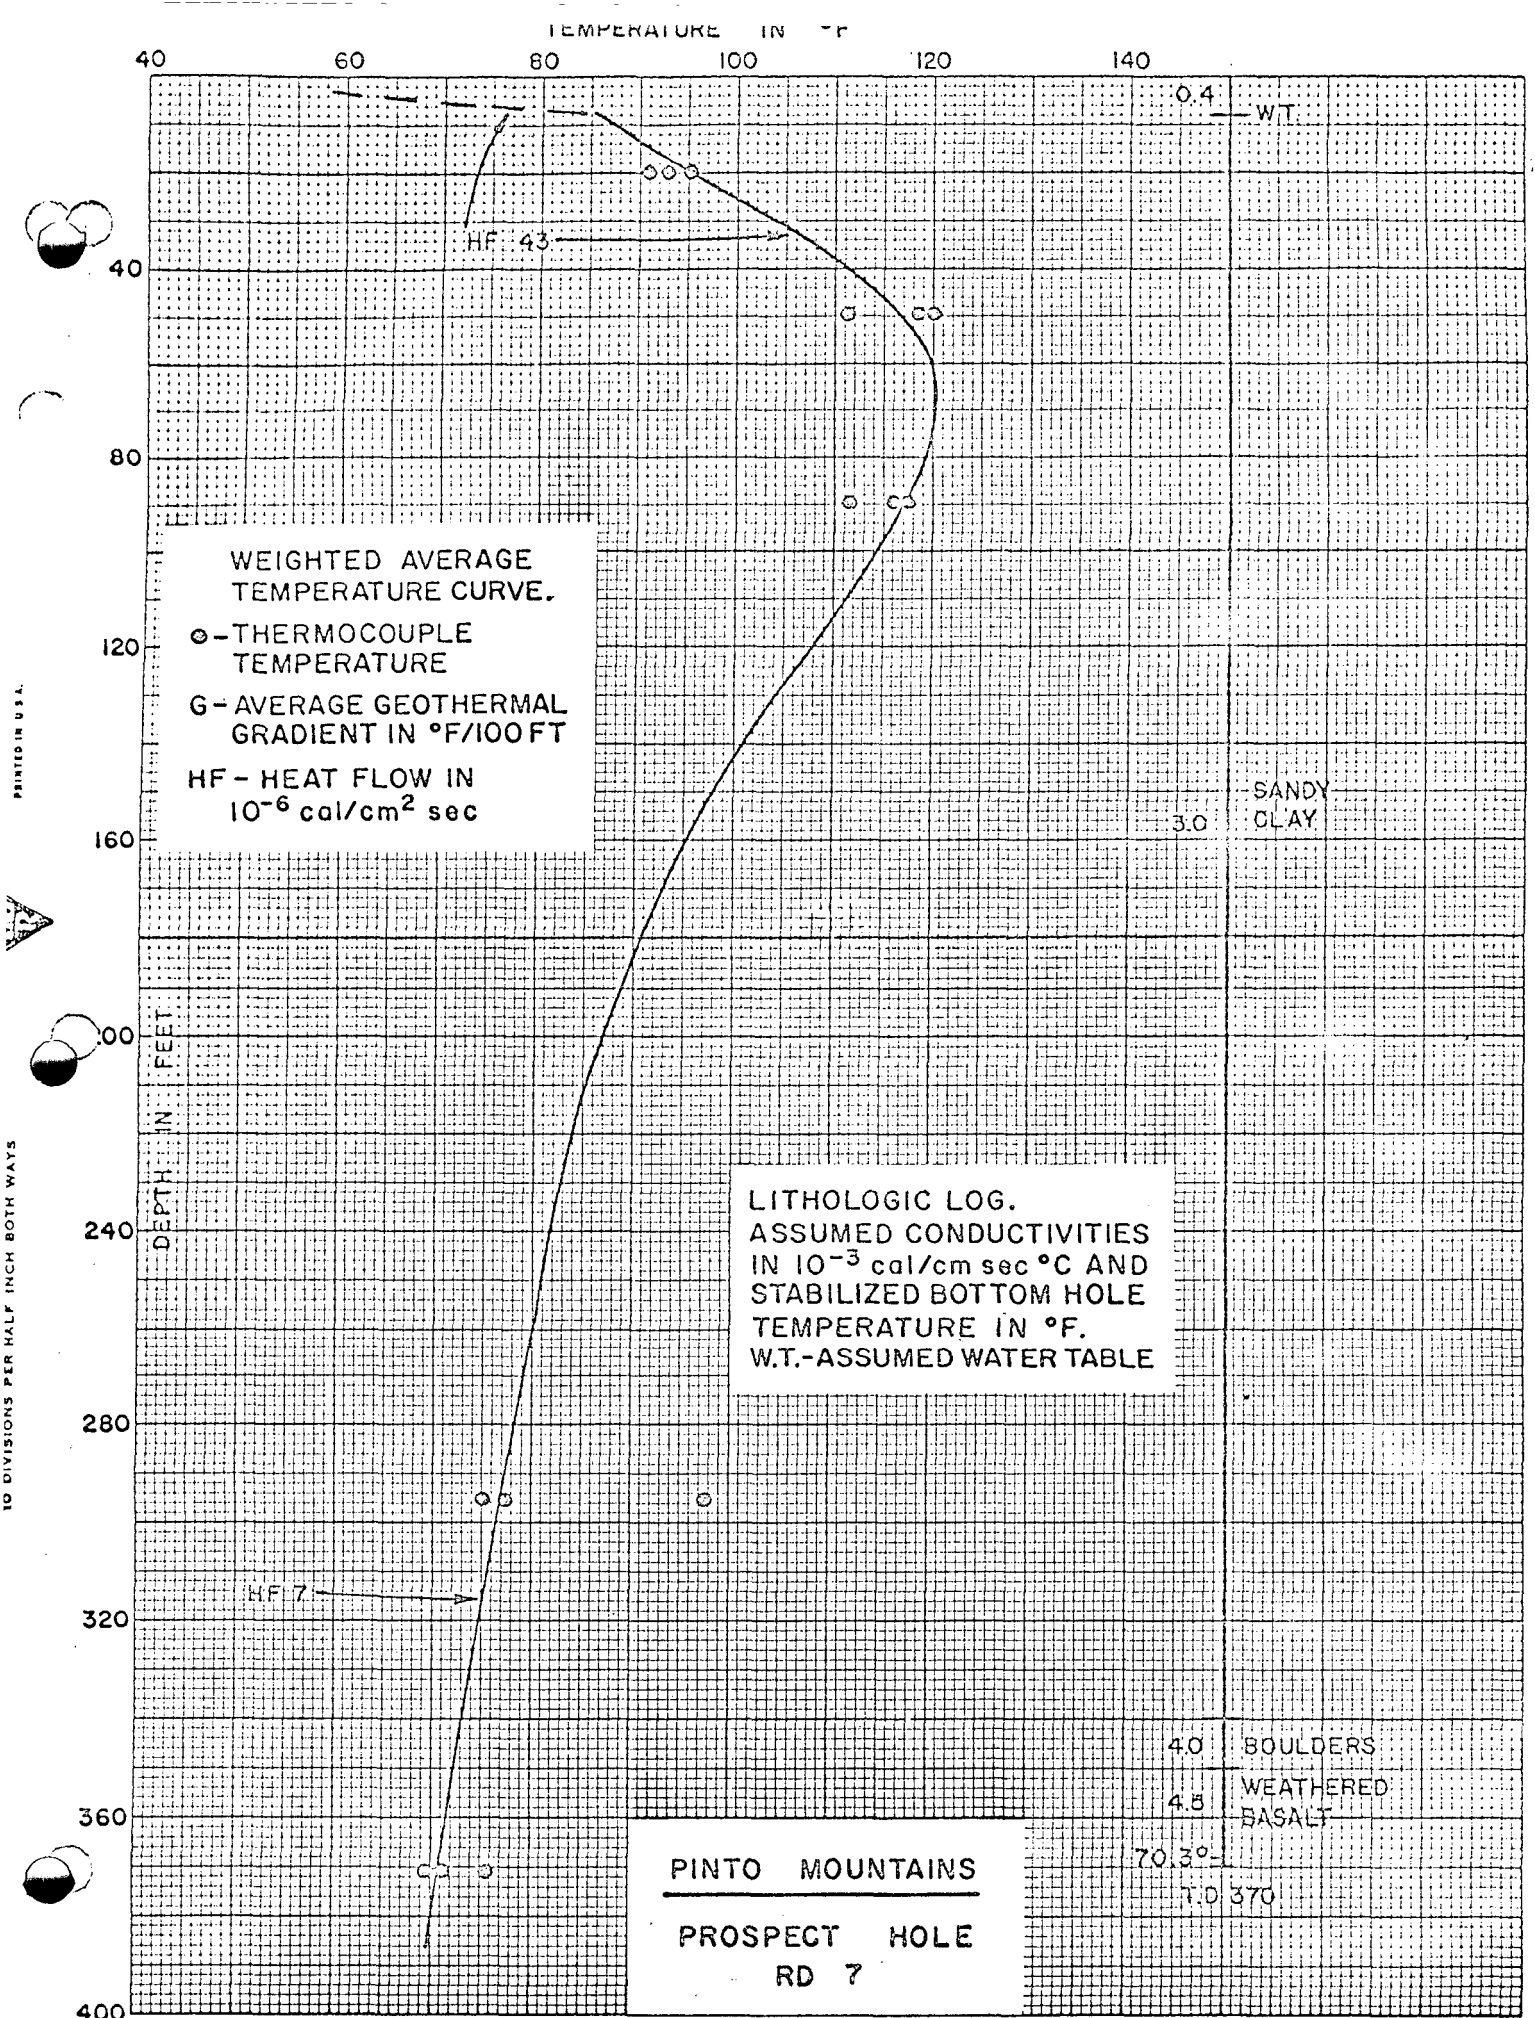 TEMPERATURE IN °F
40 60 80 100 120 140
0.4
W.T.
HF 43
40
80
WEIGHTED AVERAGE
TEMPERATURE CURVE.
-THERMOCOUPLE
TEMPERATURE
G-AVERAGE GEOTHERMAL
GRADIENT IN °F/100 FT
HF-HEAT FLOW IN
10⁻⁶ cal/cm² sec
120
160
SANDY
3.0 CLAY
00
DEPTH IN FEET
240
280
320
360
400
LITHOLOGIC LOG.
ASSUMED CONDUCTIVITIES
IN 10⁻³ cal/cm sec °C AND
STABILIZED BOTTOM HOLE
TEMPERATURE IN °F.
W.T.-ASSUMED WATER TABLE
HF 7
4.0 BOULDERS
WEATHERED
4.5 BASALT
70.3°
T.D. 370
PINTO MOUNTAINS
PROSPECT HOLE
RD 7
PRINTED IN U.S.A.
10 DIVISIONS PER HALF INCH BOTH WAYS